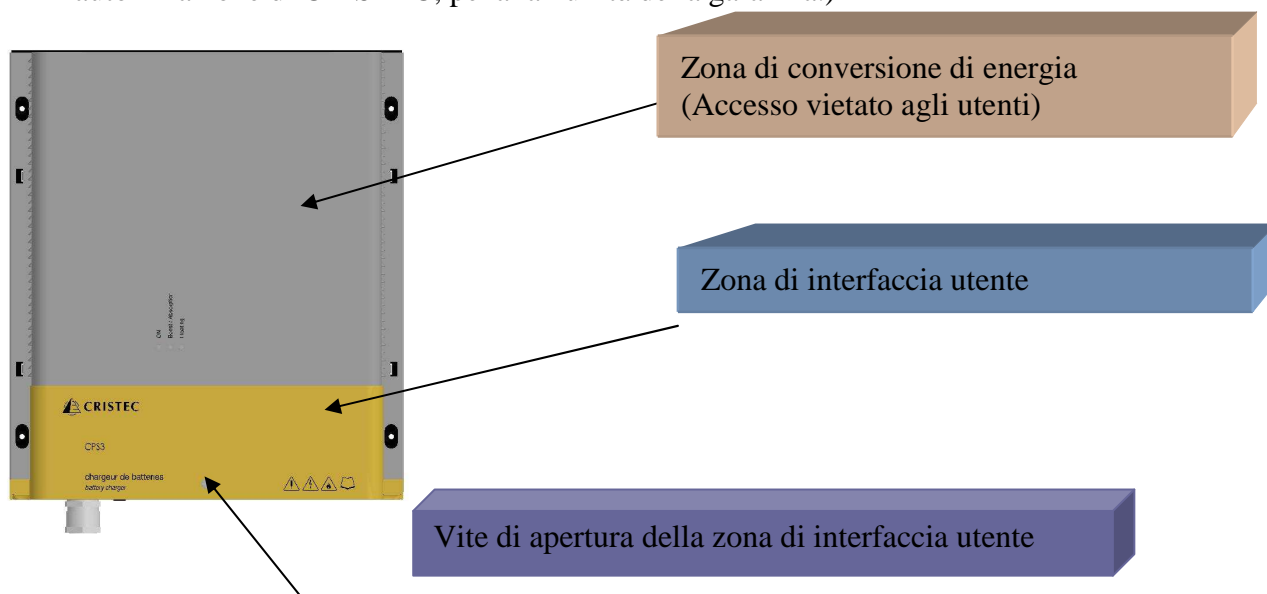 Zona di conversione di energia
(Accesso vietato agli utenti)
Zona di interfaccia utente
ON
Boost / Absorption
Floating
CRISTEC
CPS3
chargeur de batteries
battery charger
Vite di apertura della zona di interfaccia utente